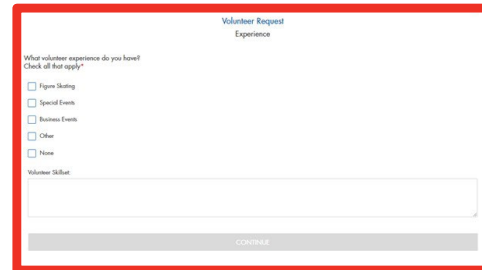 Volunteer Request
Experience
What volunteer experience do you have?
Check all that apply*
Figure Skating
Special Events
Business Events
Other
None
Volunteer Skillset:
CONTINUE